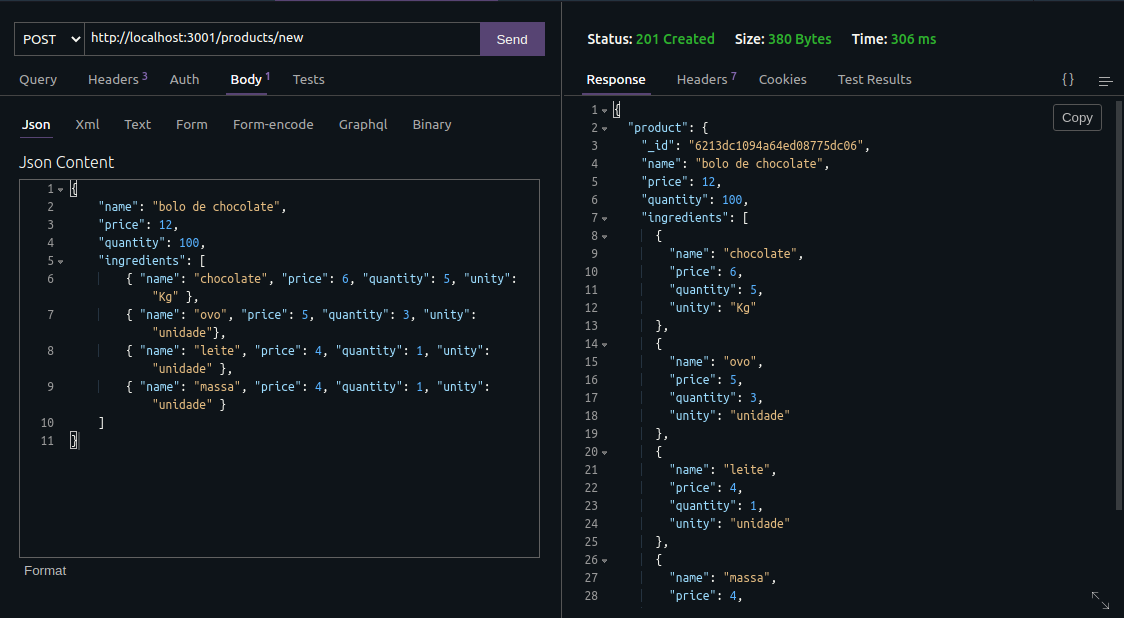 POST http://localhost:3001/products/new Send
Query Headers 3 Auth Body 1 Tests
Json Xml Text Form Form-encode Graphql Binary
Json Content
1 {
2 "name": "bolo de chocolate",
3 "price": 12,
4 "quantity": 100,
5 "ingredients": [
6 { "name": "chocolate", "price": 6, "quantity": 5, "unity":
"Kg" },
7 { "name": "ovo", "price": 5, "quantity": 3, "unity":
"unidade"},
8 { "name": "leite", "price": 4, "quantity": 1, "unity":
"unidade" },
9 { "name": "massa", "price": 4, "quantity": 1, "unity":
"unidade" }
10 ]
11 }
Format
Status: 201 Created Size: 380 Bytes Time: 306 ms
Response Headers 7 Cookies Test Results {}
Copy
1 {
2 "product": {
3 "_id": "6213dc1094a64ed08775dc06",
4 "name": "bolo de chocolate",
5 "price": 12,
6 "quantity": 100,
7 "ingredients": [
8 {
9 "name": "chocolate",
10 "price": 6,
11 "quantity": 5,
12 "unity": "Kg"
13 },
14 {
15 "name": "ovo",
16 "price": 5,
17 "quantity": 3,
18 "unity": "unidade"
19 },
20 {
21 "name": "leite",
22 "price": 4,
23 "quantity": 1,
24 "unity": "unidade"
25 },
26 {
27 "name": "massa",
28 "price": 4,